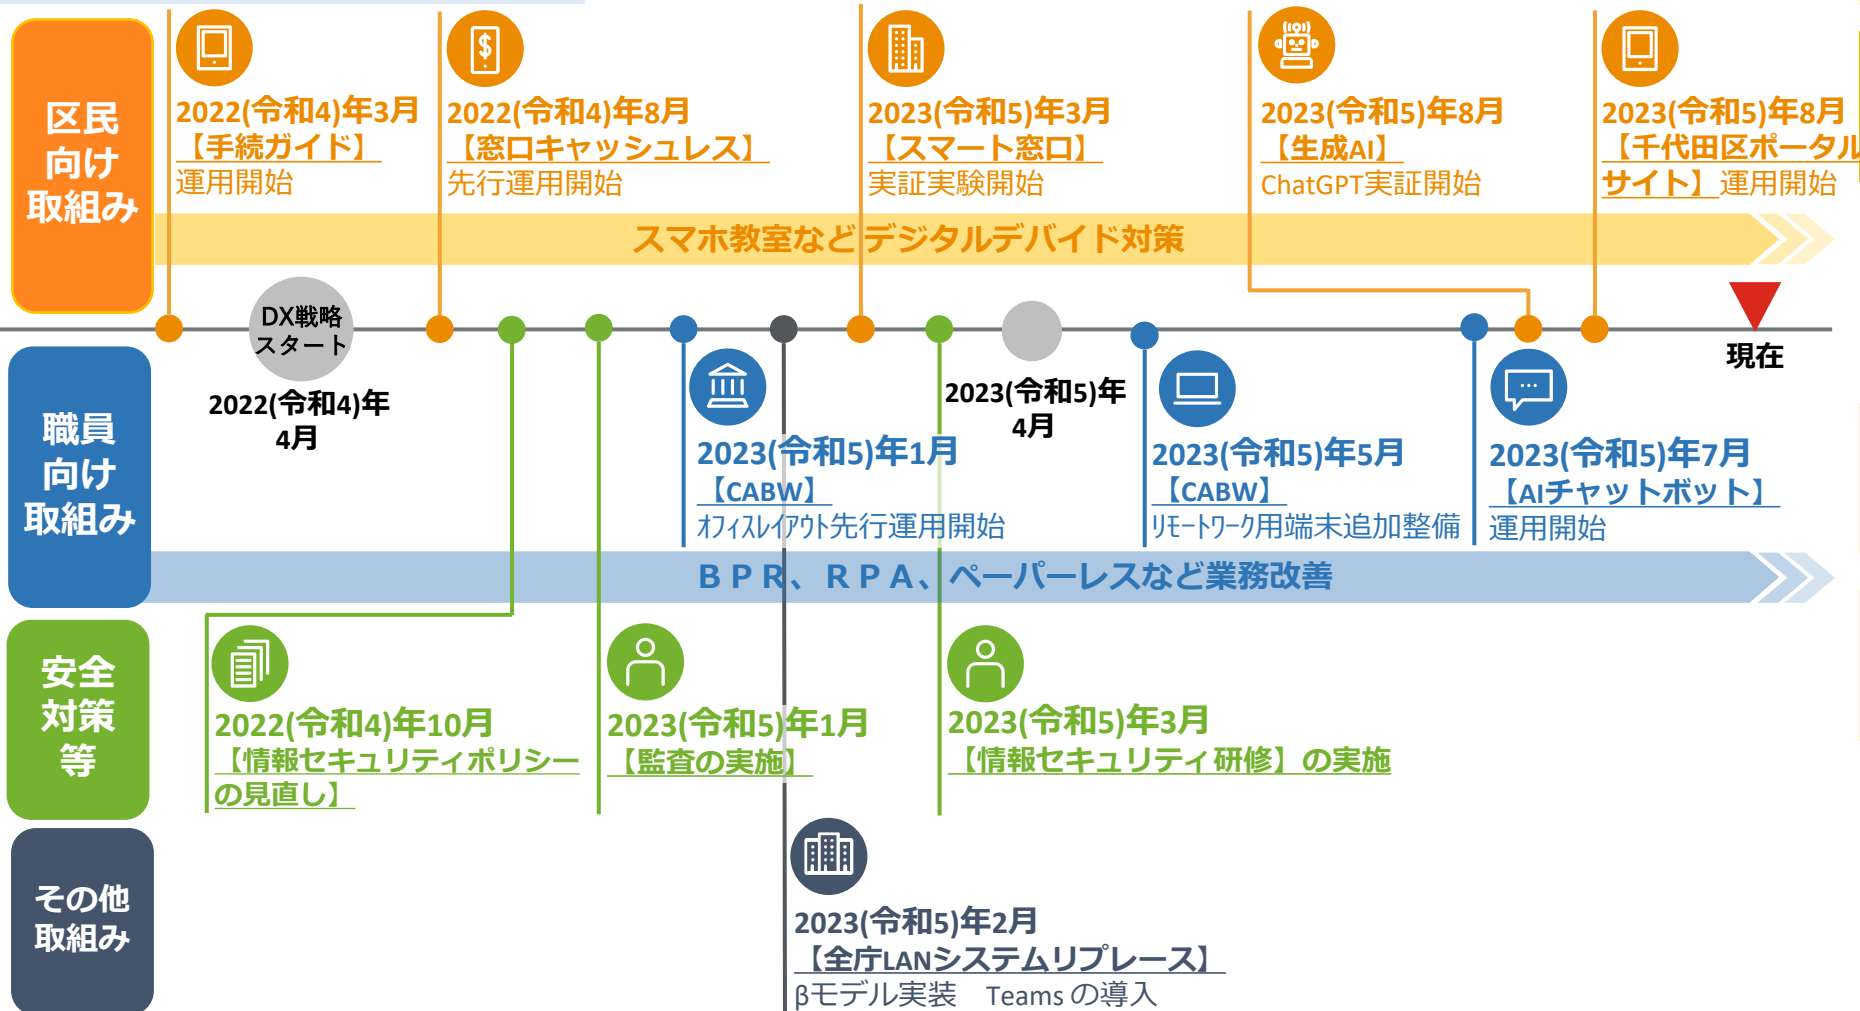 区民
向け
取組み
2022(令和4)年3月
【手続ガイド】
運用開始
2022(令和4)年8月
【窓口キャッシュレス】
先行運用開始
2023(令和5)年3月
【スマート窓口】
実証実験開始
2023(令和5)年8月
【生成AI】
ChatGPT実証開始
2023(令和5)年8月
【千代田区ポータル
サイト】運用開始
スマホ教室など デジタルデバイド対策
DX戦略
スタート
2022(令和4)年
4月
2023(令和5)年
4月
現在
職員
向け
取組み
2023(令和5)年1月
【CABW】
オフィスレイアウト先行運用開始
2023(令和5)年5月
【CABW】
リモートワーク用端末追加整備
2023(令和5)年7月
【AIチャットボット】
運用開始
ＢＰＲ、ＲＰＡ、ペーパーレスなど業務改善
安全
対策
等
2022(令和4)年10月
【情報セキュリティポリシー
の見直し】
2023(令和5)年1月
【監査の実施】
2023(令和5)年3月
【情報セキュリティ研修】の実施
その他
取組み
2023(令和5)年2月
【全庁LANシステムリプレース】
βモデル実装　Teams の導入